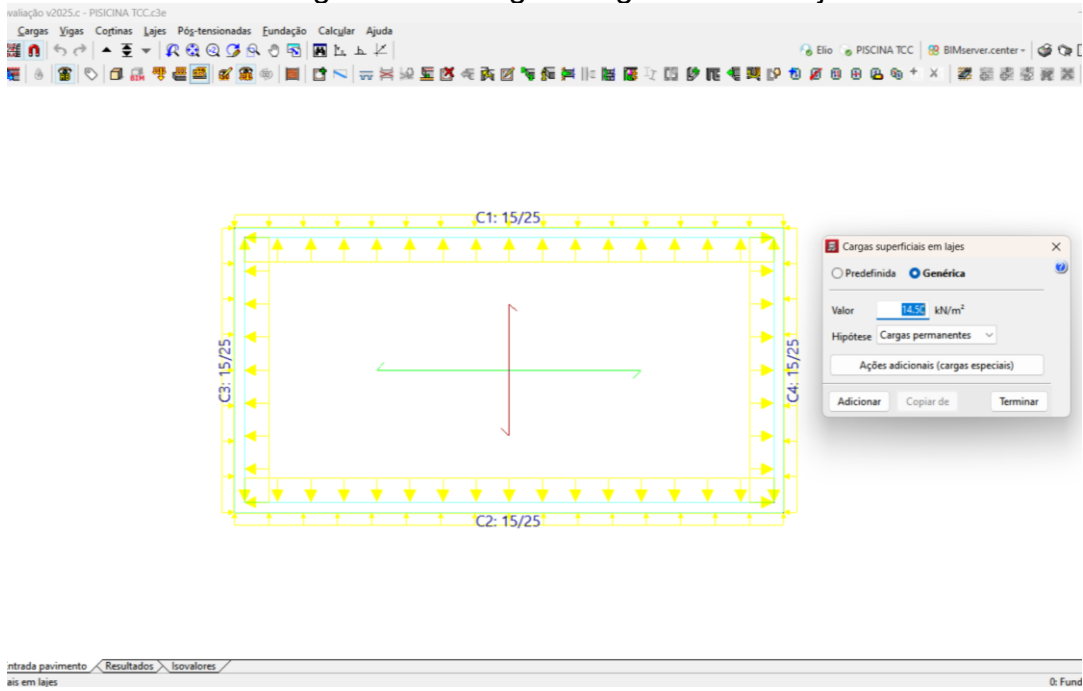 valiação v2025.c - PISICINA TCC.c3e
Cargas Vigas Cortinas Lajes Pós-tensionadas Eundação Calcular Ajuda
Elio PISCINA TCC BIMserver.center
C1: 15/25
C3: 15/25
C4: 15/25
C2: 15/25
Cargas superficiais em lajes
Predefinida Genérica
Valor 14.50 kN/m²
Hipótese Cargas permanentes
Ações adicionais (cargas especiais)
Adicionar Copiar de Terminar
ntrada pavimento Resultados Isovalores
ais em lajes 0: Fund